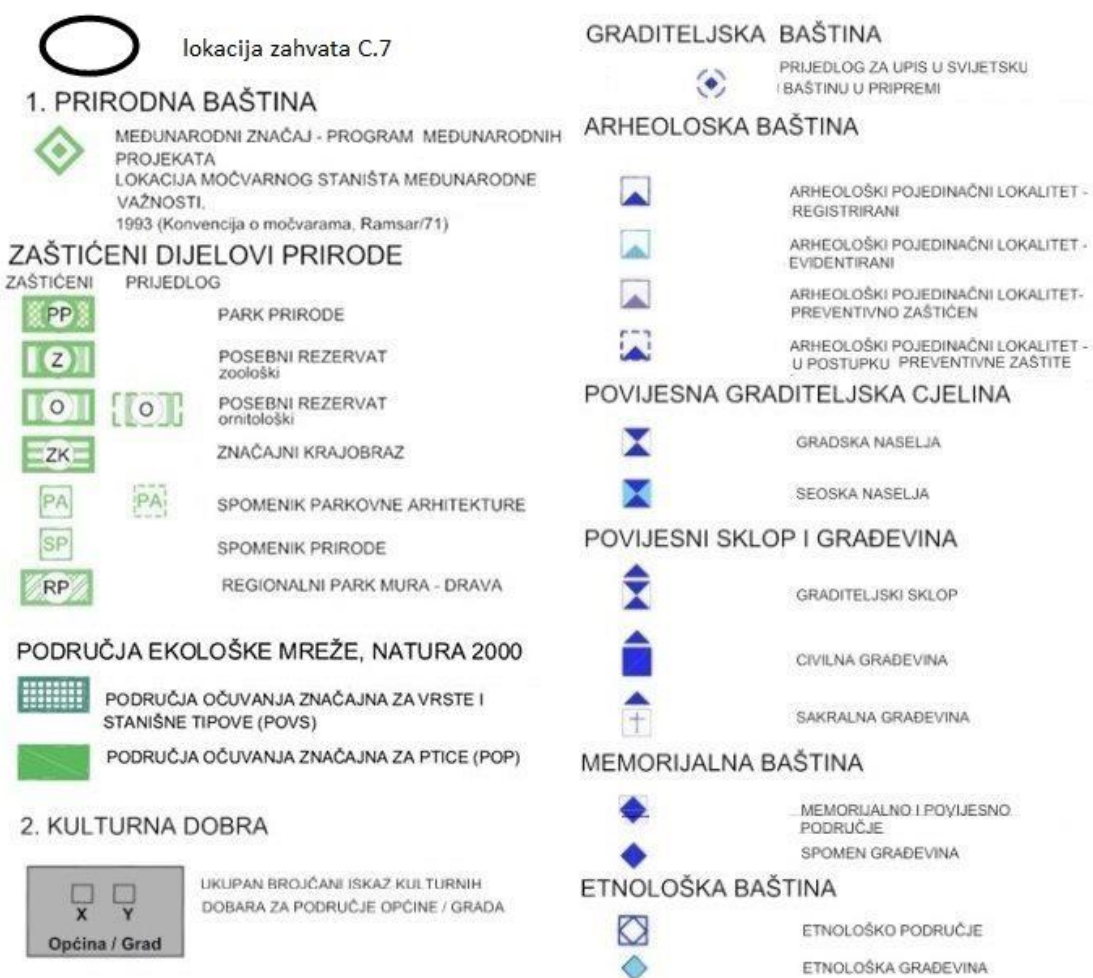 lokacija zahvata C.7
1. PRIRODNA BAŠTINA
MEĐUNARODNI ZNAČAJ - PROGRAM MEĐUNARODNIH
PROJEKATA
LOKACIJA MOČVARNOG STANIŠTA MEĐUNARODNE
VAŽNOSTI,
1993 (Konvencija o močvarama, Ramsar/71)
ZAŠTIĆENI DIJELOVI PRIRODE
ZAŠTIĆENI PRIJEDLOG
PP PARK PRIRODE
Z POSEBNI REZERVAT
zoološki
O O POSEBNI REZERVAT
ornitološki
ZK ZNAČAJNI KRAJOBRAZ
PA PA SPOMENIK PARKOVNE ARHITEKTURE
SP SPOMENIK PRIRODE
RP REGIONALNI PARK MURA - DRAVA
PODRUČJA EKOLOŠKE MREŽE, NATURA 2000
PODRUČJA OČUVANJA ZNAČAJNA ZA VRSTE I
STANIŠNE TIPOVE (POVS)
PODRUČJA OČUVANJA ZNAČAJNA ZA PTICE (POP)
2. KULTURNA DOBRA
UKUPAN BROJČANI ISKAZ KULTURNIH
DOBARA ZA PODRUČJE OPĆINE / GRADA
X Y
Općina / Grad
GRADITELJSKA BAŠTINA
PRIJEDLOG ZA UPIS U SVIJETSKU
BAŠTINU U PRIPREMI
ARHEOLOSKA BAŠTINA
ARHEOLOŠKI POJEDINAČNI LOKALITET -
REGISTRIRANI
ARHEOLOŠKI POJEDINAČNI LOKALITET -
EVIDENTIRANI
ARHEOLOŠKI POJEDINAČNI LOKALITET-
PREVENTIVNO ZAŠTIĆEN
ARHEOLOŠKI POJEDINAČNI LOKALITET -
U POSTUPKU PREVENTIVNE ZAŠTITE
POVIJESNA GRADITELJSKA CJELINA
GRADSKA NASELJA
SEOSKA NASELJA
POVIJESNI SKLOP I GRAĐEVINA
GRADITELJSKI SKLOP
CIVILNA GRAĐEVINA
SAKRALNA GRAĐEVINA
MEMORIJALNA BAŠTINA
MEMORIJALNO I POVIJESNO
PODRUČJE
SPOMEN GRAĐEVINA
ETNOLOŠKA BAŠTINA
ETNOLOŠKO PODRUČJE
ETNOLOŠKA GRAĐEVINA